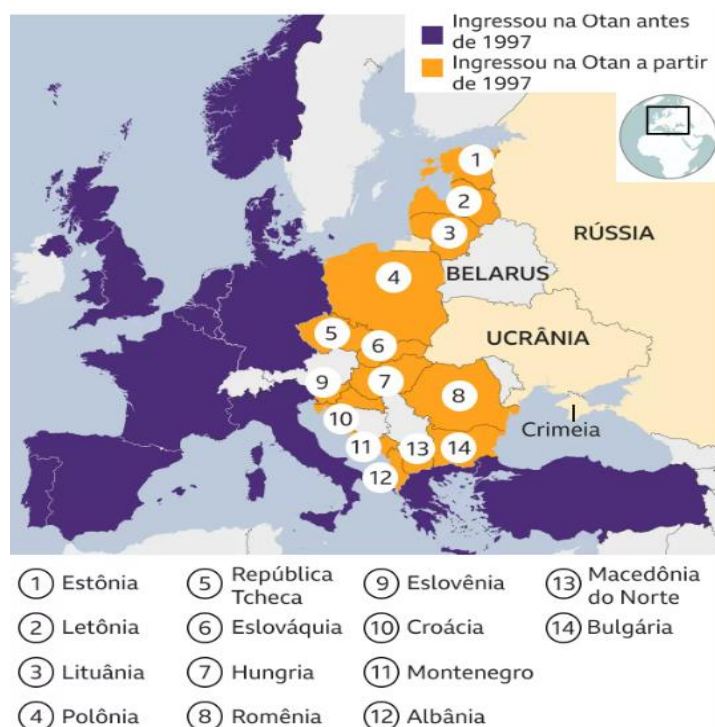 Ingressou na Otan antes
de 1997
Ingressou na Otan a partir
de 1997
1
2
3
RÚSSIA
BELARUS
4
5
UCRÂNIA
6
9
7
8
10
Crimeia
11
13
14
12
1 Estônia
5 República
Tcheca
9 Eslovênia
13 Macedônia
do Norte
2 Letônia
6 Eslováquia
10 Croácia
14 Bulgária
3 Lituânia
7 Hungria
11 Montenegro
4 Polônia
8 Romênia
12 Albânia